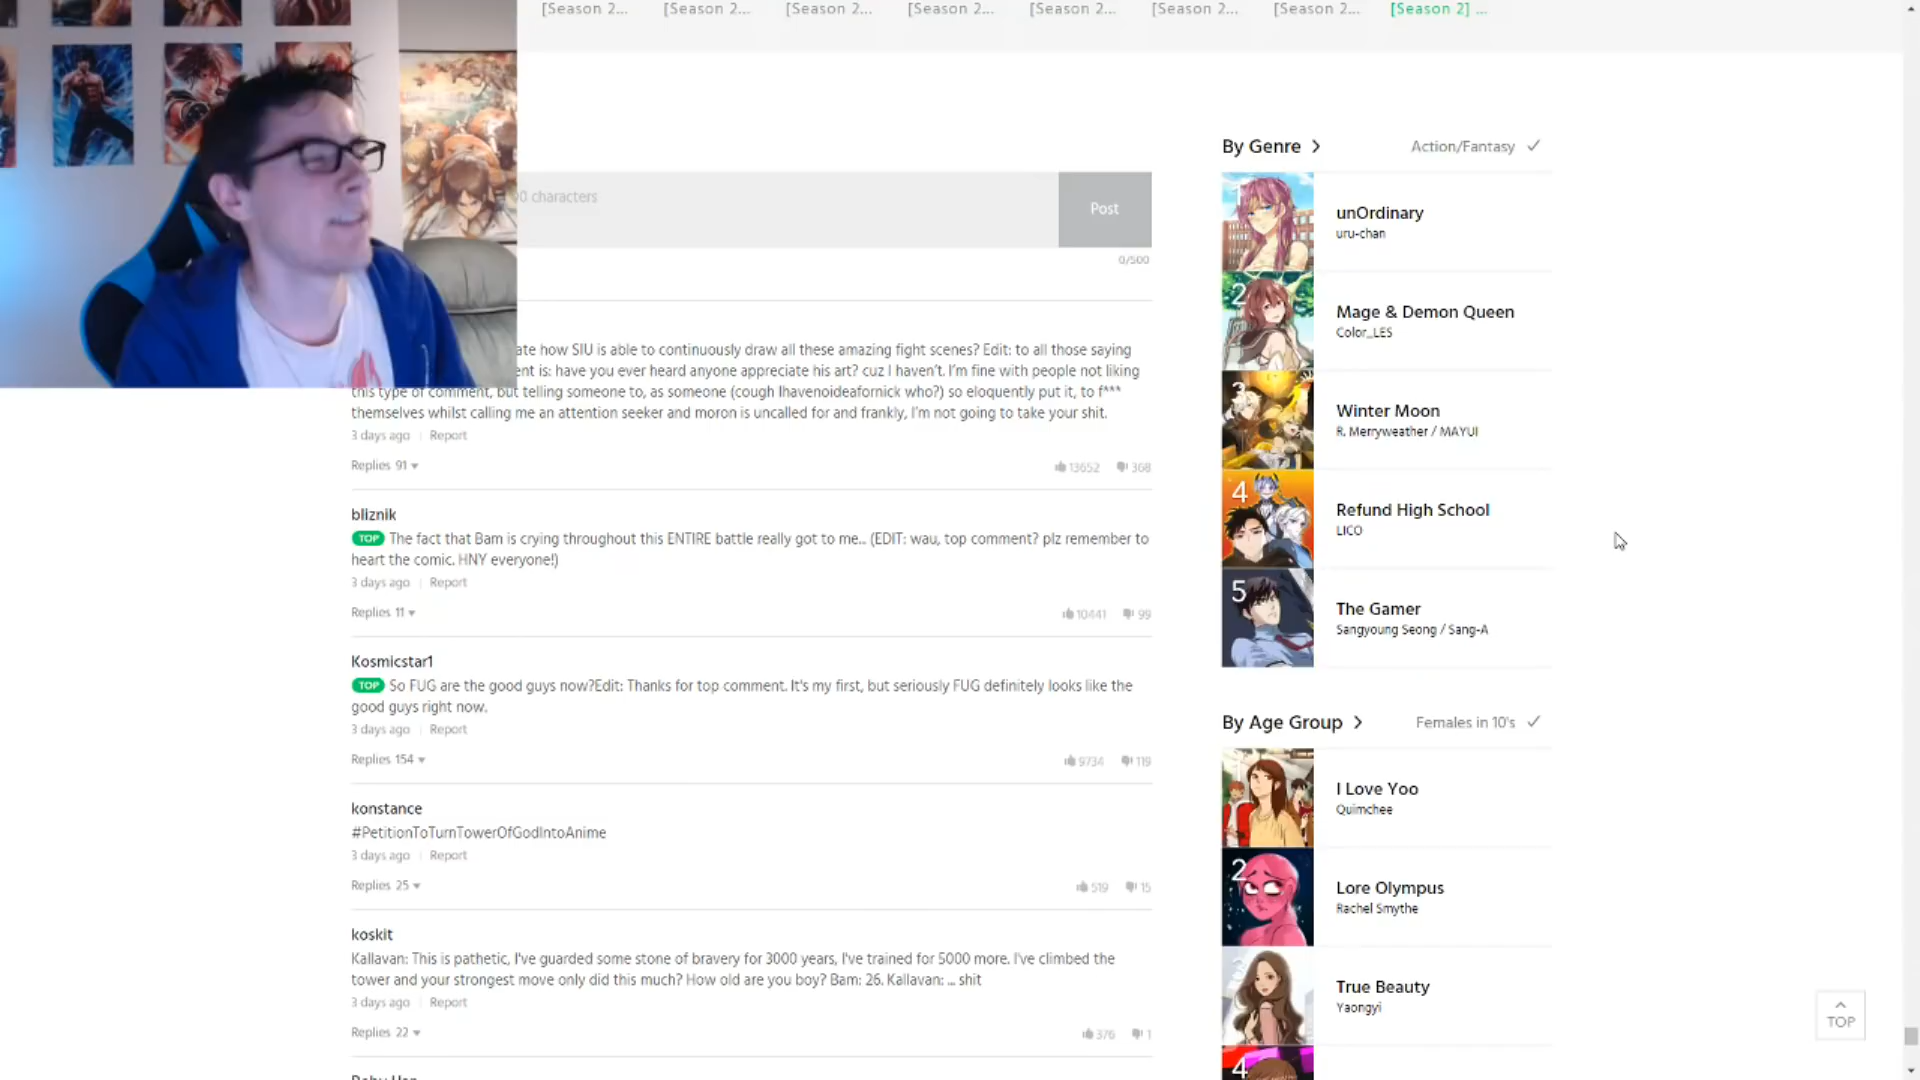 [Season 2... [Season 2... [Season 2... [Season 2... [Season 2... [Season 2... [Season 2... [Season 2] ...
characters
Post
0/500
ate how SIU is able to continuously draw all these amazing fight scenes? Edit: to all those saying
ent is: have you ever heard anyone appreciate his art? cuz I haven't. I'm fine with people not liking
this type of comment, but telling someone to, as someone (cough Ihavenoideafornick who?) so eloquently put it, to f***
themselves whilst calling me an attention seeker and moron is uncalled for and frankly, I'm not going to take your shit.
3 days ago | Report
Replies 91
13652 368
bliznik
TOP The fact that Bam is crying throughout this ENTIRE battle really got to me... (EDIT: wau, top comment? plz remember to
heart the comic. HNY everyone!)
3 days ago | Report
Replies 11
10441 99
Kosmicstar1
TOP So FUG are the good guys now?Edit: Thanks for top comment. It's my first, but seriously FUG definitely looks like the
good guys right now.
3 days ago | Report
Replies 154
9734 119
konstance
#PetitionToTurnTowerOfGodIntoAnime
3 days ago | Report
Replies 25
519 15
koskit
Kallavan: This is pathetic, I've guarded some stone of bravery for 3000 years, I've trained for 5000 more. I've climbed the
tower and your strongest move only did this much? How old are you boy? Bam: 26. Kallavan: ... shit
3 days ago | Report
Replies 22
376 1
By Genre
Action/Fantasy
1
unOrdinary
uru-chan
2
Mage & Demon Queen
Color_LES
3
Winter Moon
R. Merryweather / MAYUI
4
Refund High School
LICO
5
The Gamer
Sangyoung Seong / Sang-A
By Age Group
Females in 10's
I Love Yoo
Quimchee
2
Lore Olympus
Rachel Smythe
True Beauty
Yaongyi
4
TOP